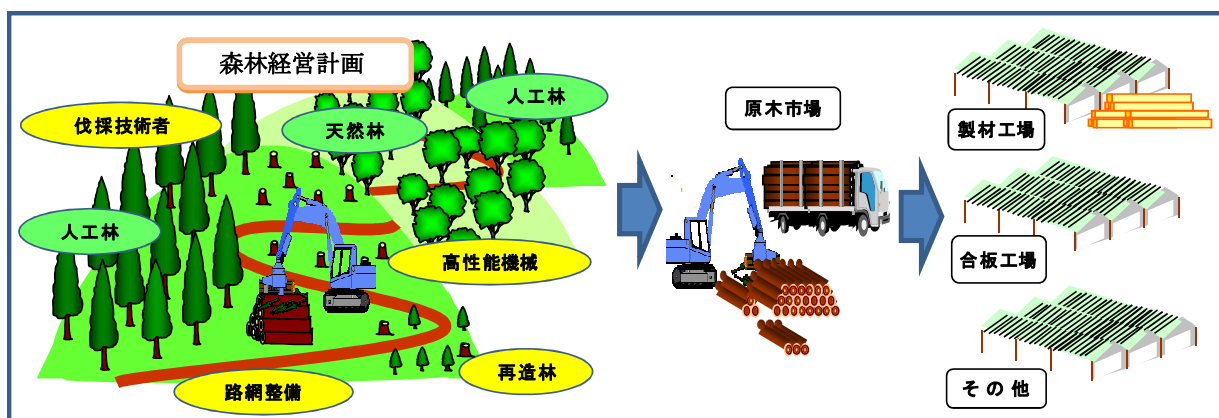 森林経営計画
人工林
伐採技術者
天然林
人工林
高性能機械
再造林
路網整備
原木市場
製材工場
合板工場
その他